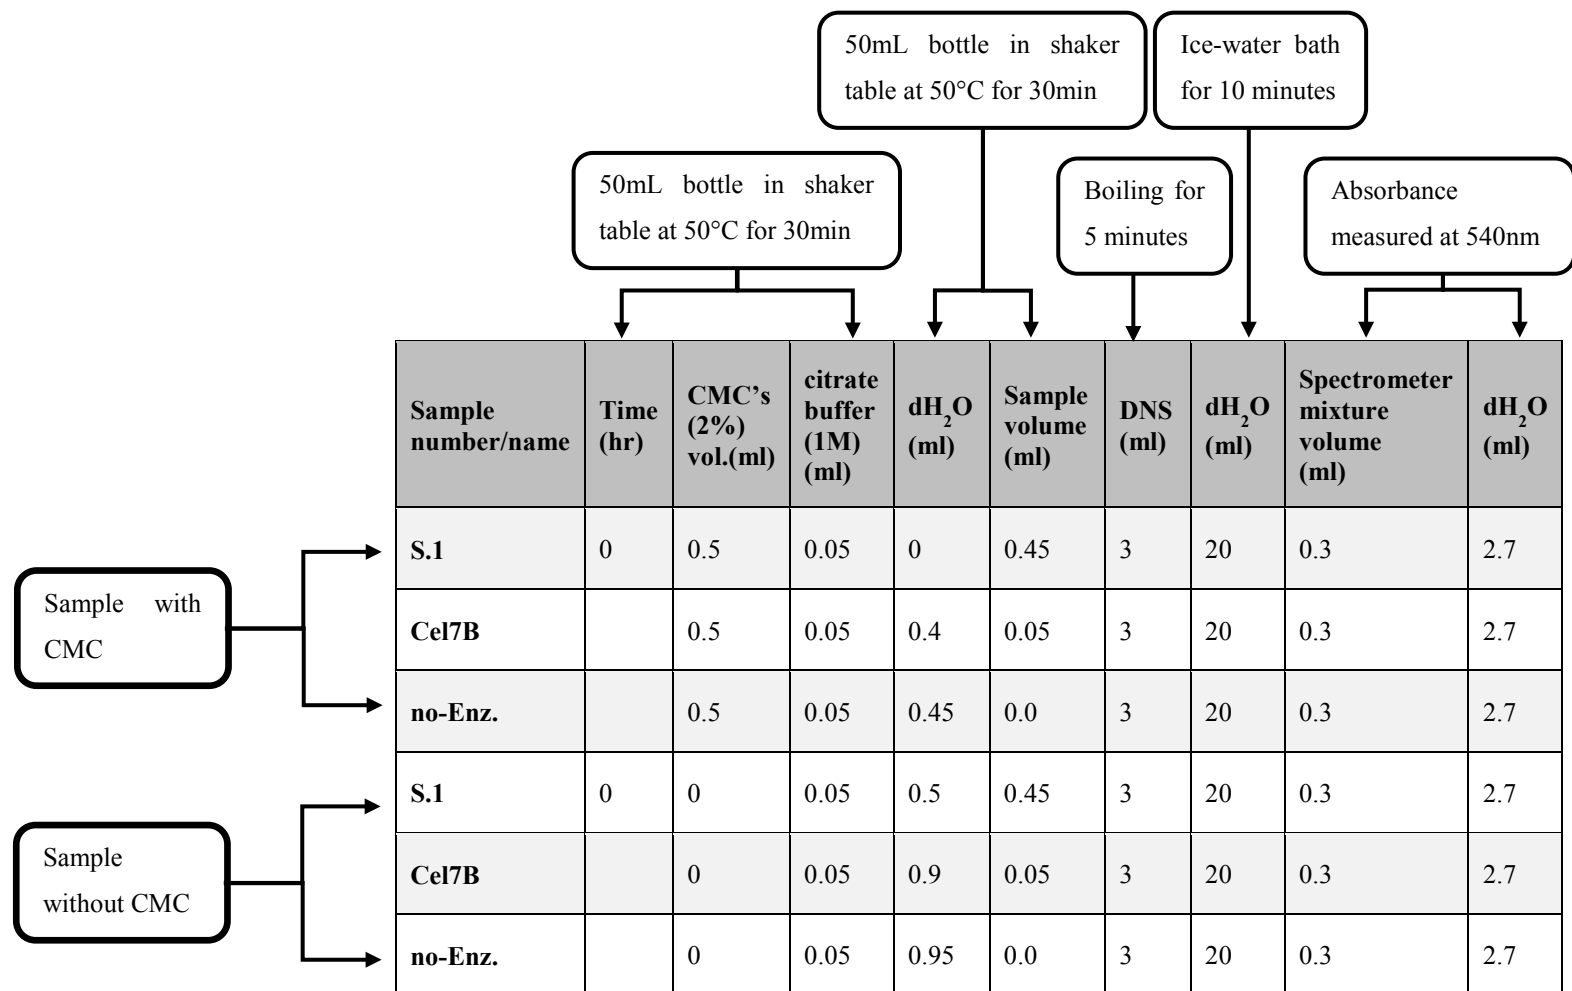 50mL bottle in shaker
table at 50°C for 30min
Ice-water bath
for 10 minutes
50mL bottle in shaker
table at 50°C for 30min
Boiling for
5 minutes
Absorbance
measured at 540nm
Sample number/name | Time (hr) | CMC's (2%) vol.(ml) | citrate buffer (1M) (ml) | dH₂O (ml) | Sample volume (ml) | DNS (ml) | dH₂O (ml) | Spectrometer mixture volume (ml) | dH₂O (ml)
S.1 | 0 | 0.5 | 0.05 | 0 | 0.45 | 3 | 20 | 0.3 | 2.7
Sample with
CMC
Cel7B | | 0.5 | 0.05 | 0.4 | 0.05 | 3 | 20 | 0.3 | 2.7
no-Enz. | | 0.5 | 0.05 | 0.45 | 0.0 | 3 | 20 | 0.3 | 2.7
S.1 | 0 | 0 | 0.05 | 0.5 | 0.45 | 3 | 20 | 0.3 | 2.7
Sample
without CMC
Cel7B | | 0 | 0.05 | 0.9 | 0.05 | 3 | 20 | 0.3 | 2.7
no-Enz. | | 0 | 0.05 | 0.95 | 0.0 | 3 | 20 | 0.3 | 2.7